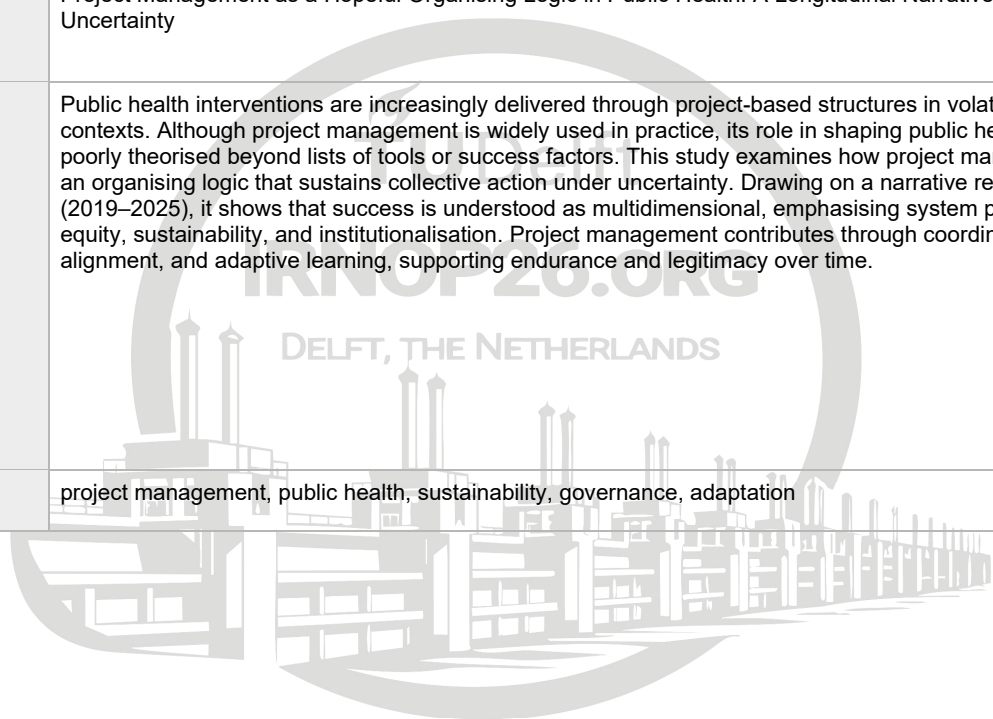 Project Management as a Hopeful Organising Logic in Public Health: A Longitudinal Narrative
Uncertainty
Public health interventions are increasingly delivered through project-based structures in
contexts. Although project management is widely used in practice, its role in shaping public
poorly theorised beyond lists of tools or success factors. This study examines how project
an organising logic that sustains collective action under uncertainty. Drawing on a narrative
(2019–2025), it shows that success is understood as multidimensional, emphasising system
equity, sustainability, and institutionalisation. Project management contributes through
alignment, and adaptive learning, supporting endurance and legitimacy over time.
TU Delft
IRNOP26.ORG
DELFT, THE NETHERLANDS
project management, public health, sustainability, governance, adaptation